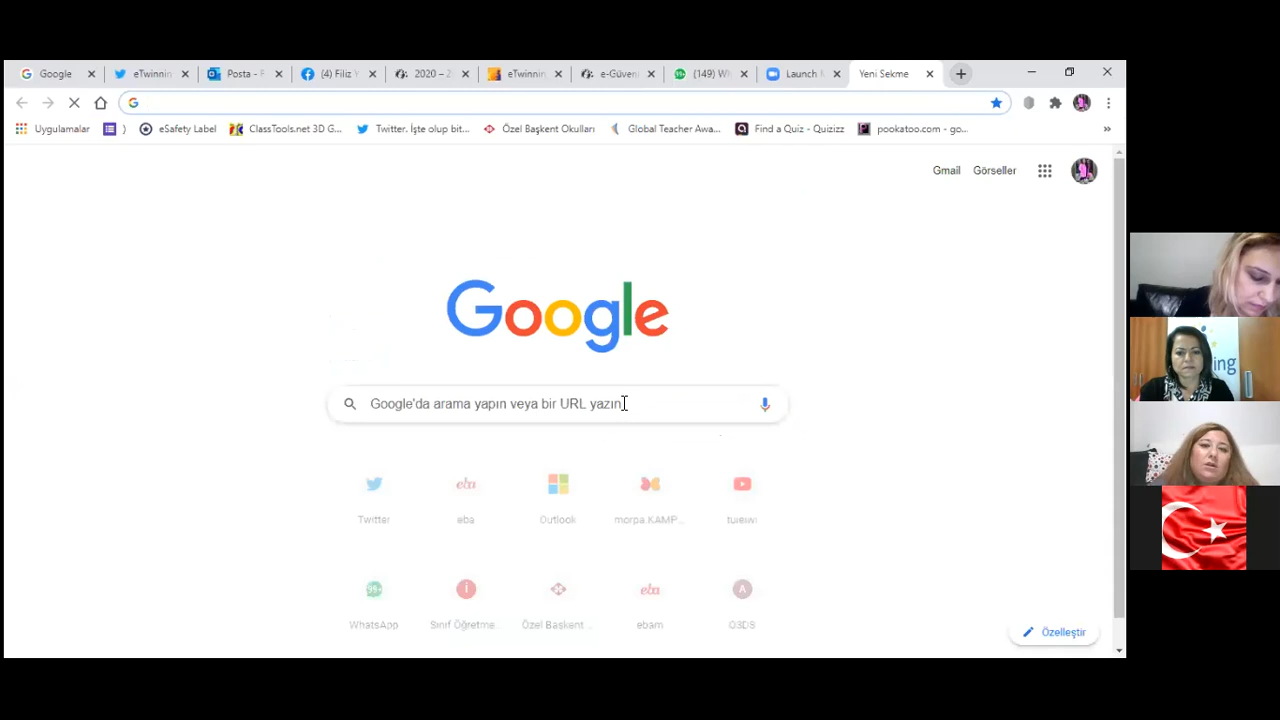 Google
eTwinnin
Posta - F
(4) Filiz Y
2020 – 2
eTwinnin
e-Güveni
(149) Wh
Launch M
Yeni Sekme
Uygulamalar
eSafety Label
ClassTools.net 3D G...
Twitter. İşte olup bit...
Özel Başkent Okulları
Global Teacher Awa...
Find a Quiz - Quizizz
pookatoo.com - go...
»
Gmail
Görseller
Google
Google'da arama yapın veya bir URL yazın
Twitter
eba
Outlook
morpa.KAMP...
WhatsApp
Sınıf Öğretme...
Özel Başkent...
ebam
Özelleştir
ing